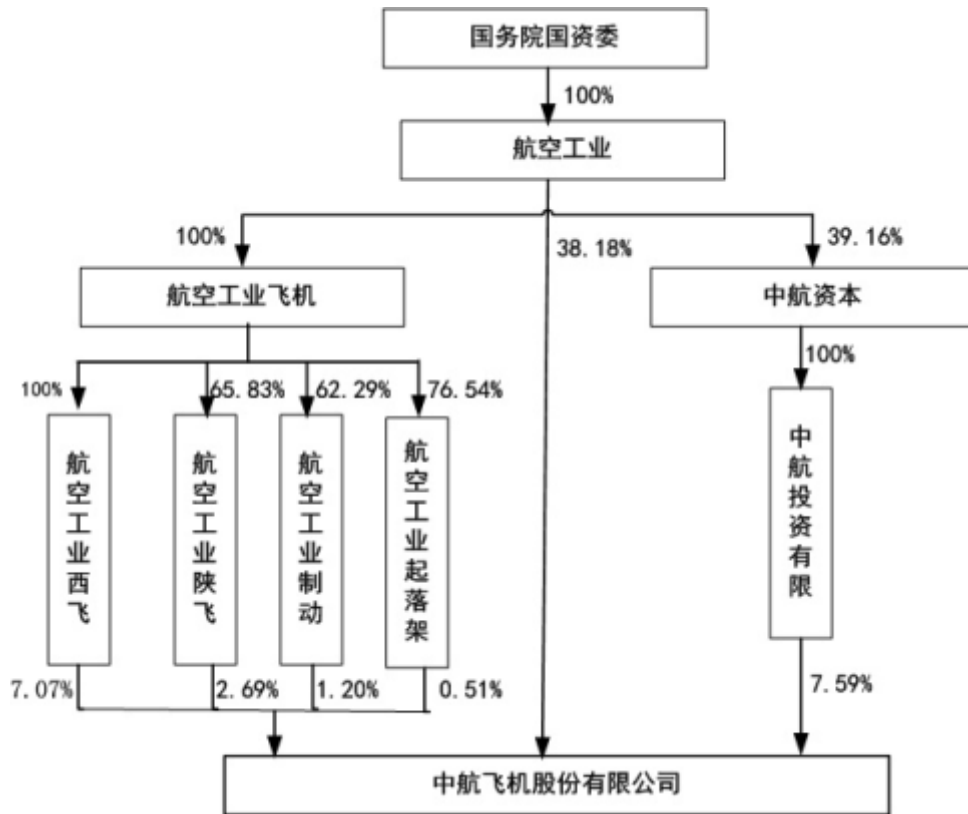 国务院国资委
100%
航空工业
100%
38.18%
39.16%
航空工业飞机
中航资本
100%
100%
65.83%
62.29%
76.54%
航空工业西飞
航空工业陕飞
航空工业制动
航空工业起落架
中航投资有限
7.07%
2.69%
1.20%
0.51%
7.59%
中航飞机股份有限公司